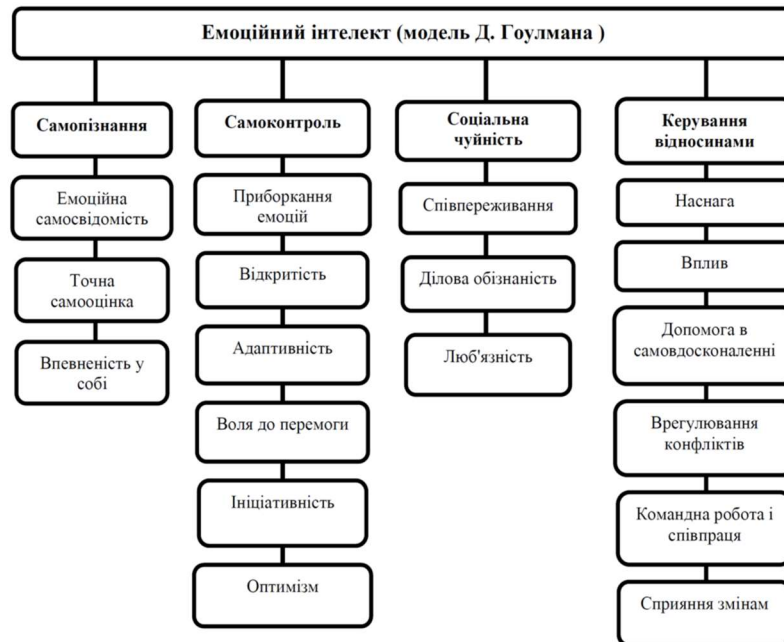 Емоційний інтелект (модель Д. Гоулмана )
Самопізнання
Емоційна
самосвідомість
Точна
самооцінка
Впевненість у
собі
Самоконтроль
Приборкання
емоцій
Відкритість
Адаптивність
Воля до перемоги
Ініціативність
Оптимізм
Соціальна
чуйність
Співпереживання
Ділова обізнаність
Люб'язність
Керування
відносинами
Наснага
Вплив
Допомога в
самовдосконаленні
Врегулювання
конфліктів
Командна робота і
співпраця
Сприяння змінам